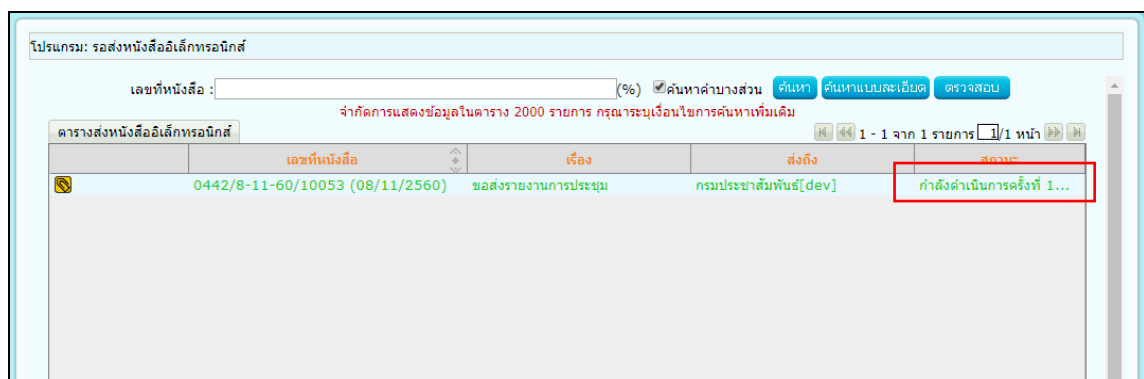 โปรแกรม: รอส่งหนังสืออิเล็กทรอนิกส์
เลขที่หนังสือ : (%) ค้นหาคำบางส่วน ค้นหา ค้นหาแบบละเอียด ตรวจสอบ
จำกัดการแสดงข้อมูลในตาราง 2000 รายการ กรุณาระบุเงื่อนไขการค้นหาเพิ่มเติม
ตารางส่งหนังสืออิเล็กทรอนิกส์ 1 - 1 จาก 1 รายการ 1/1 หน้า
เลขที่หนังสือ เรื่อง ส่งถึง สถานะ
0442/8-11-60/10053 (08/11/2560) ขอส่งรายงานการประชุม กรมประชาสัมพันธ์[dev] กำลังดำเนินการครั้งที่ 1...